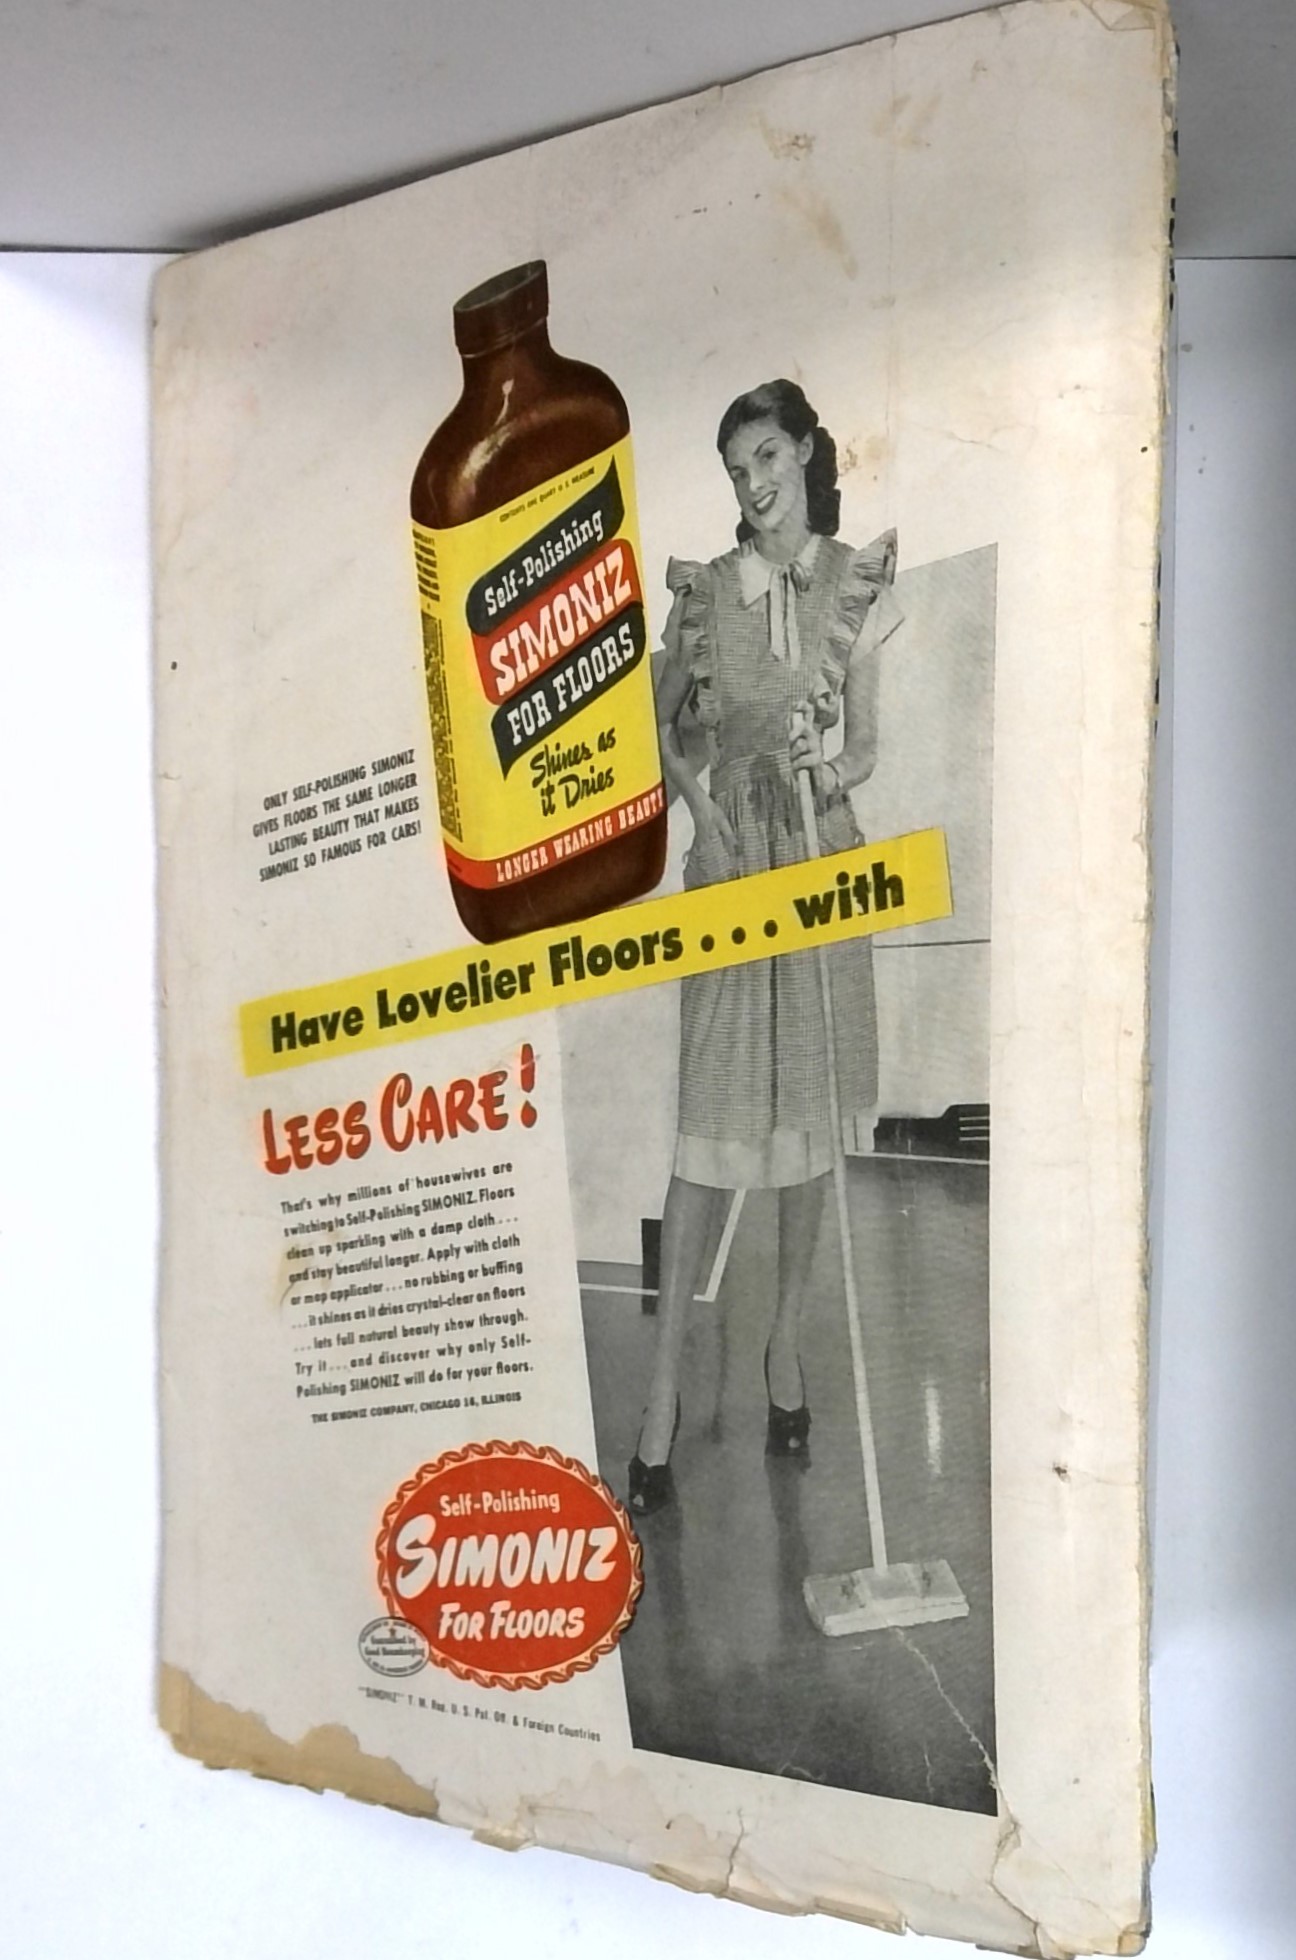 CONTENTS ONE QUART U. S. MEASURE
Self-Polishing
SIMONIZ
FOR FLOORS
Shines as
it Dries
LONGER WEARING BEAUTY
ONLY SELF-POLISHING SIMONIZ
GIVES FLOORS THE SAME LONGER
LASTING BEAUTY THAT MAKES
SIMONIZ SO FAMOUS FOR CARS!
Have Lovelier Floors . . . with
LESS CARE!
That's why millions of housewives are
switching to Self-Polishing SIMONIZ. Floors
clean up sparkling with a damp cloth . . .
and stay beautiful longer. Apply with cloth
or mop applicator . . . no rubbing or buffing
. . . it shines as it dries crystal-clear on floors
. . . lets full natural beauty show through.
Try it . . . and discover why only Self-
Polishing SIMONIZ will do for your floors.
THE SIMONIZ COMPANY, CHICAGO 16, ILLINOIS
Self-Polishing
SIMONIZ
FOR FLOORS
Guaranteed by
Good Housekeeping
"SIMONIZ" T. M. Reg. U. S. Pat. Off. & Foreign Countries